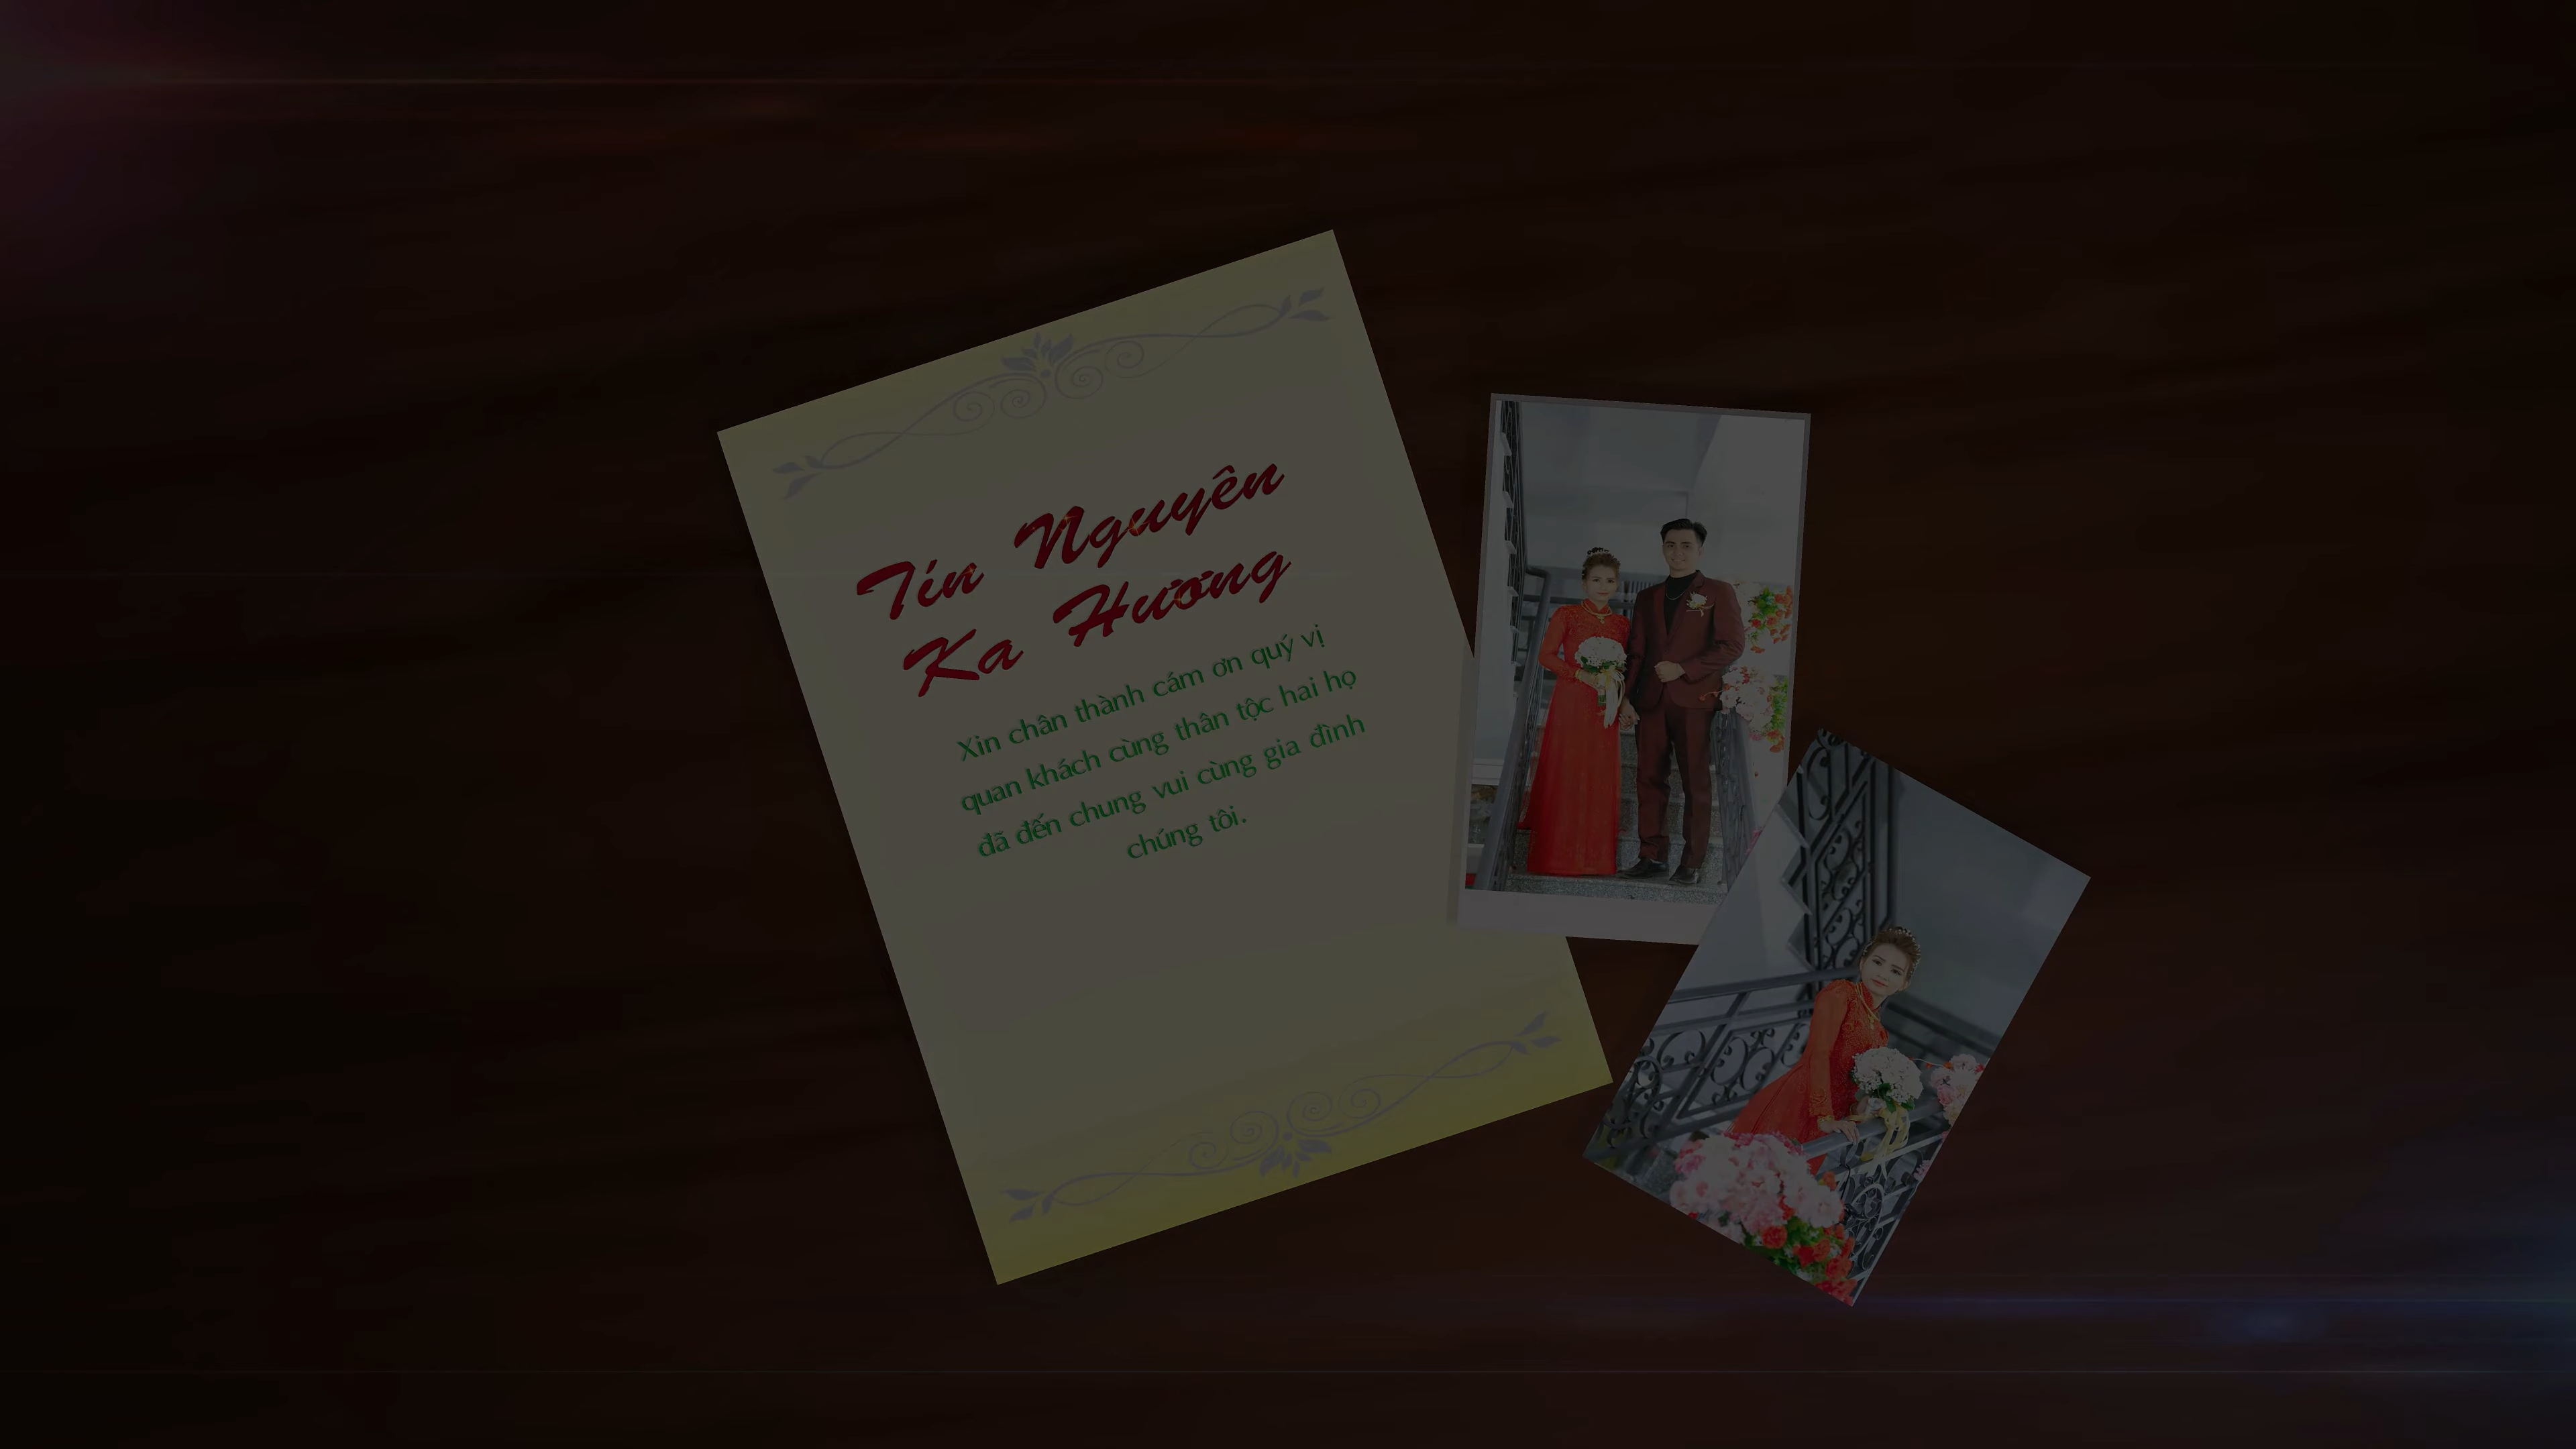 Tín Nguyên
Ka Hương
Xin chân thành cám ơn quý vị
quan khách cùng thân tộc hai họ
đã đến chung vui cùng gia đình
chúng tôi.